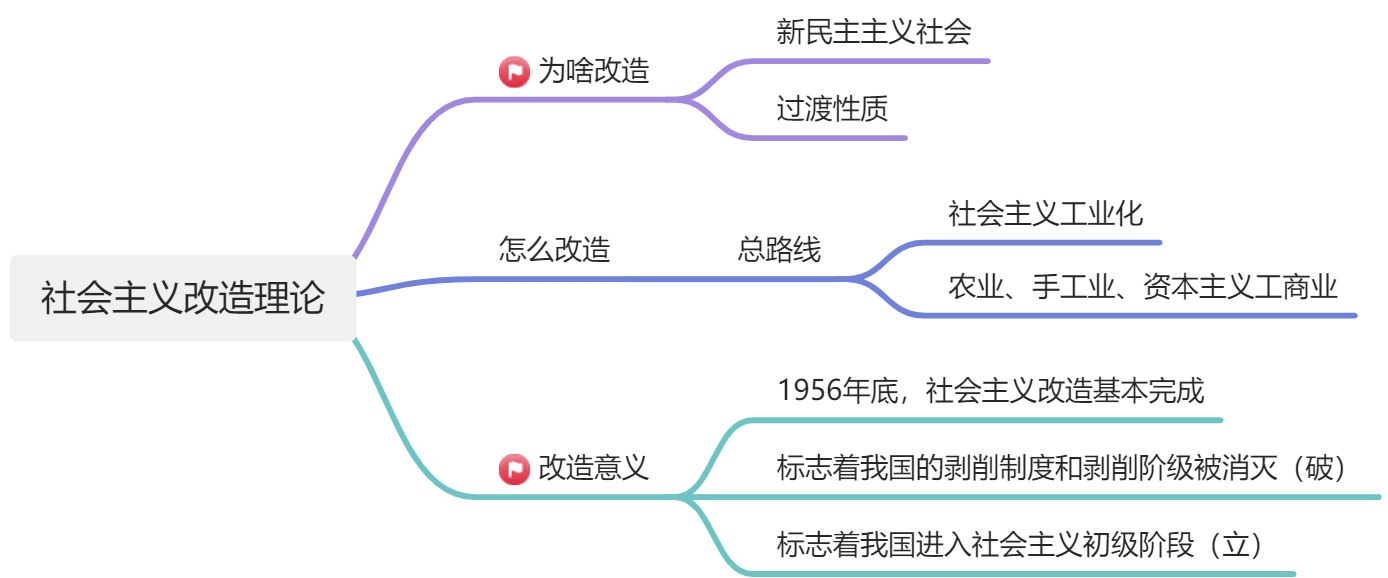 新民主主义社会
为啥改造
过渡性质
社会主义工业化
怎么改造
总路线
农业、手工业、资本主义工商业
社会主义改造理论
1956年底，社会主义改造基本完成
改造意义
标志着我国的剥削制度和剥削阶级被消灭（破）
标志着我国进入社会主义初级阶段（立）